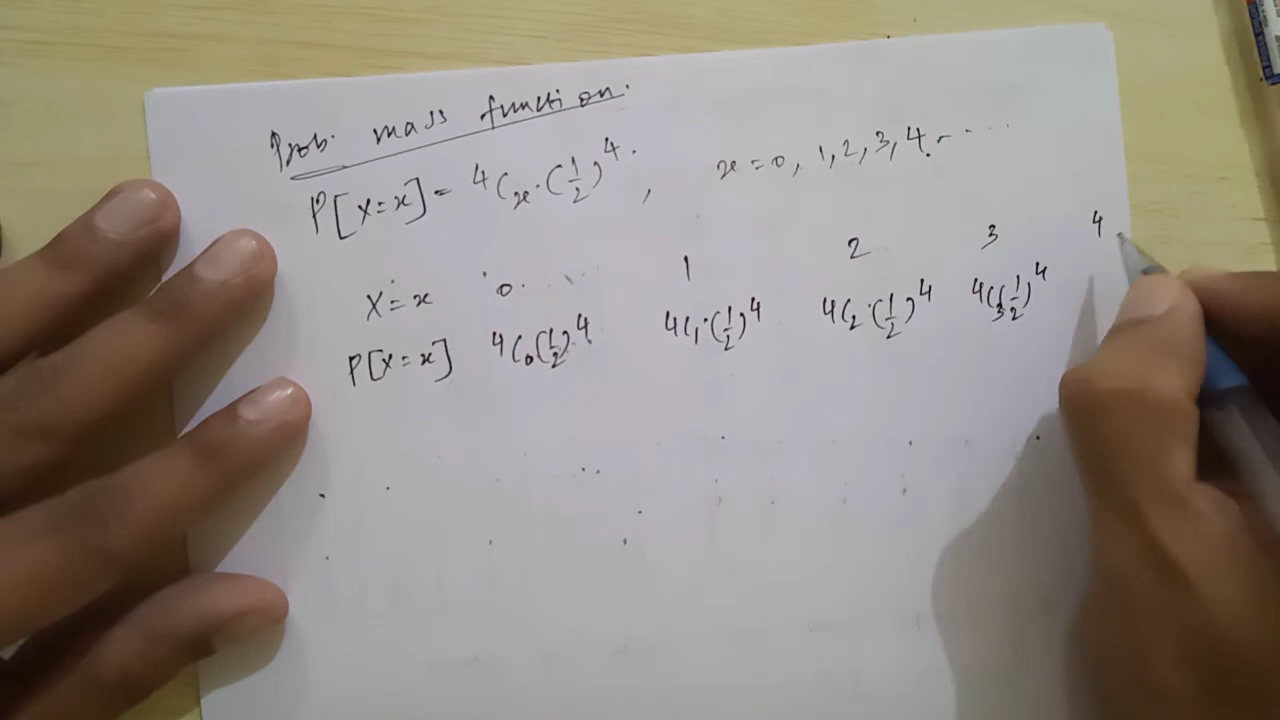 Prob. mass function.
P[X=x] = ⁴Cₓ.(1/2)⁴. , x = 0, 1, 2, 3, 4. - ...
X = x 0. 1 2 3 4
P[X=x] ⁴C₀(1/2)⁴ ⁴C₁.(1/2)⁴ ⁴C₂.(1/2)⁴ ⁴C₃(1/2)⁴